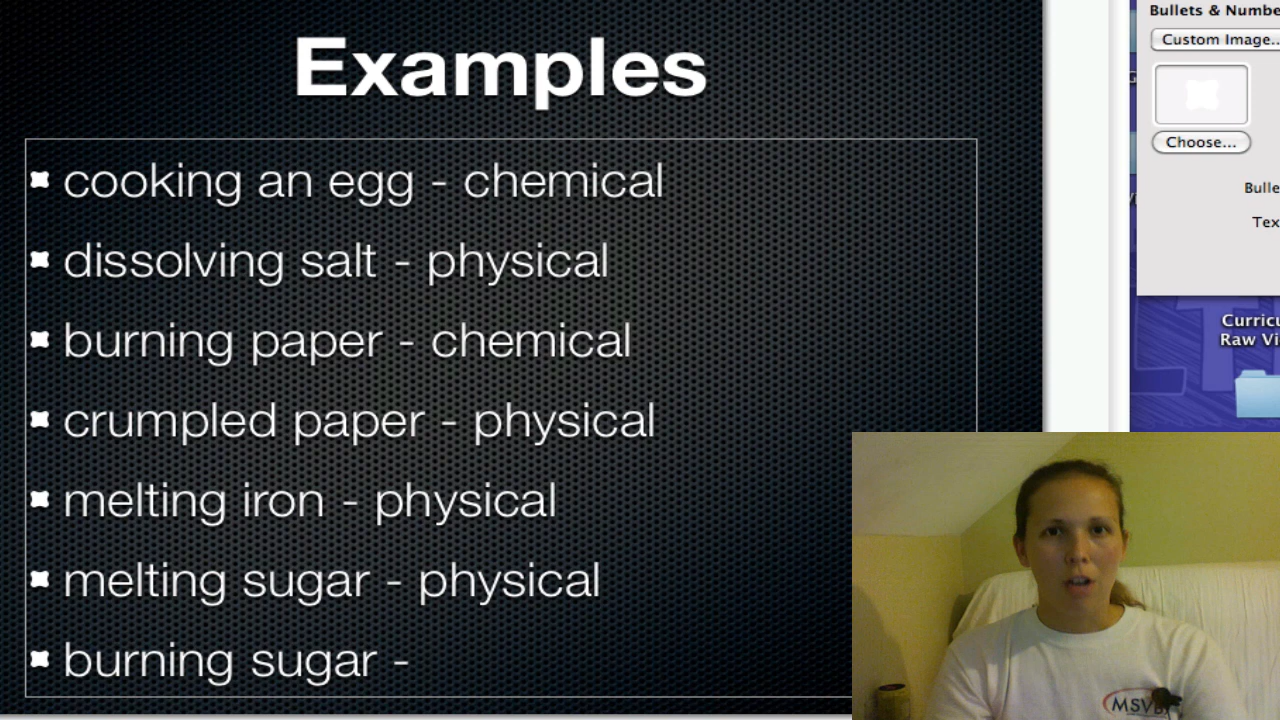 Examples
cooking an egg - chemical
dissolving salt - physical
burning paper - chemical
crumpled paper - physical
melting iron - physical
melting sugar - physical
burning sugar -
Bullets & Numbe
Custom Image...
Choose...
Bulle
Tex
Curricu
Raw Vi